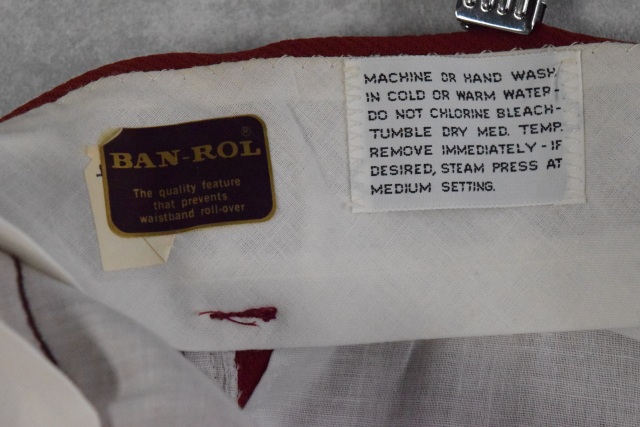 BAN-ROL®
The quality feature
that prevents
waistband roll-over
MACHINE OR HAND WASH
IN COLD OR WARM WATER-
DO NOT CHLORINE BLEACH-
TUMBLE DRY MED. TEMP.
REMOVE IMMEDIATELY-IF
DESIRED, STEAM PRESS AT
MEDIUM SETTING.